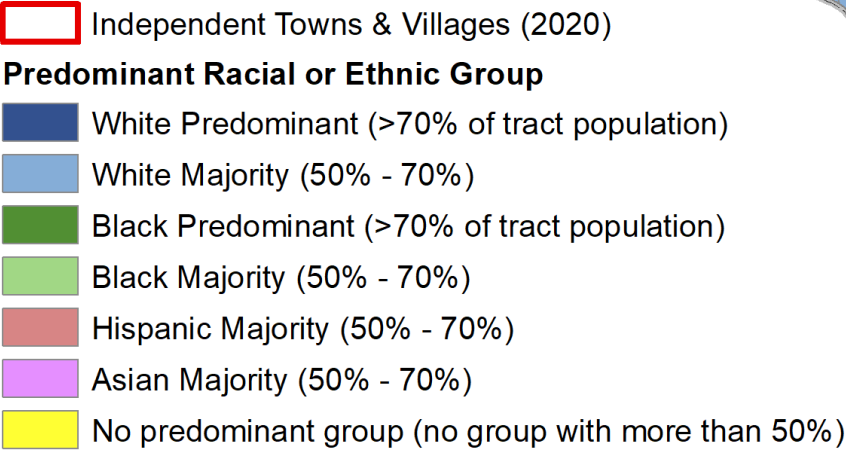 Independent Towns & Villages (2020)
Predominant Racial or Ethnic Group
White Predominant (>70% of tract population)
White Majority (50% - 70%)
Black Predominant (>70% of tract population)
Black Majority (50% - 70%)
Hispanic Majority (50% - 70%)
Asian Majority (50% - 70%)
No predominant group (no group with more than 50%)